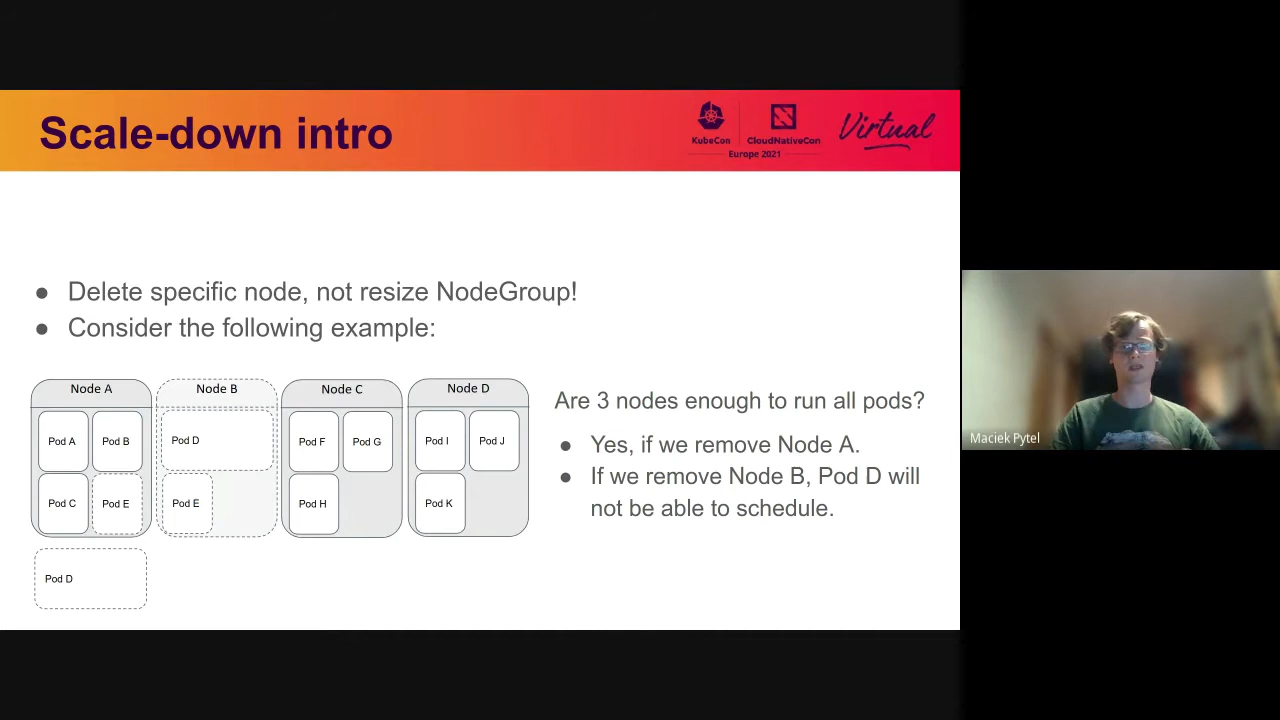 Scale-down intro
KubeCon
CloudNativeCon
Europe 2021
Virtual
● Delete specific node, not resize NodeGroup!
● Consider the following example:
Node A
Node B
Node C
Node D
Pod A
Pod B
Pod D
Pod F
Pod G
Pod I
Pod J
Pod C
Pod E
Pod E
Pod H
Pod K
Pod D
Are 3 nodes enough to run all pods?
● Yes, if we remove Node A.
● If we remove Node B, Pod D will
not be able to schedule.
Maciek Pytel